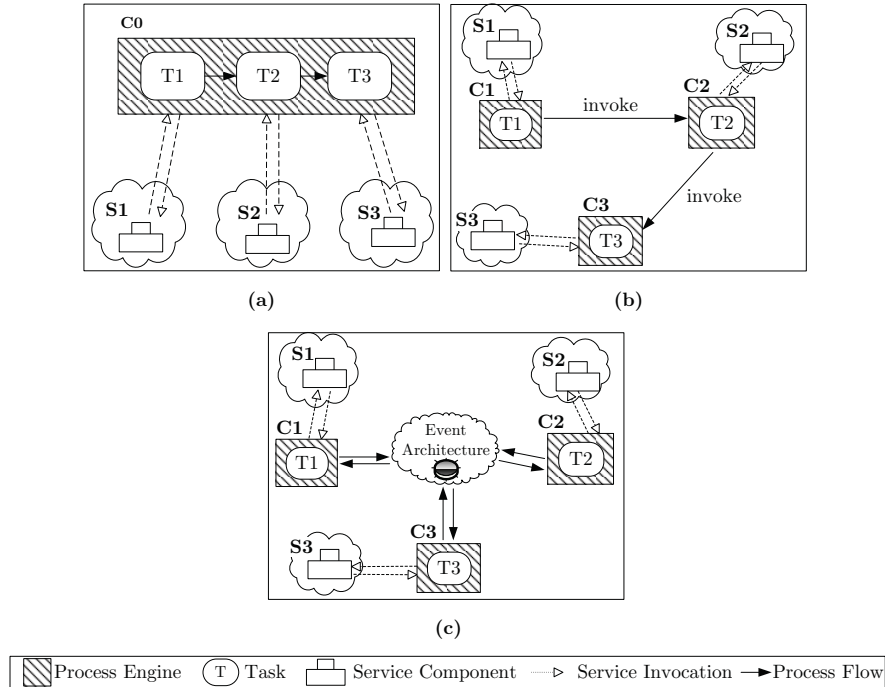 C0
T1 T2 T3
S1 S2 S3
(a)
S1 S2
C1 C2
T1 invoke T2
invoke
S3 C3
T3
(b)
S1 S2
C1 C2
Event
Architecture
T1 T2
S3 C3
T3
(c)
Process Engine T Task Service Component Service Invocation Process Flow